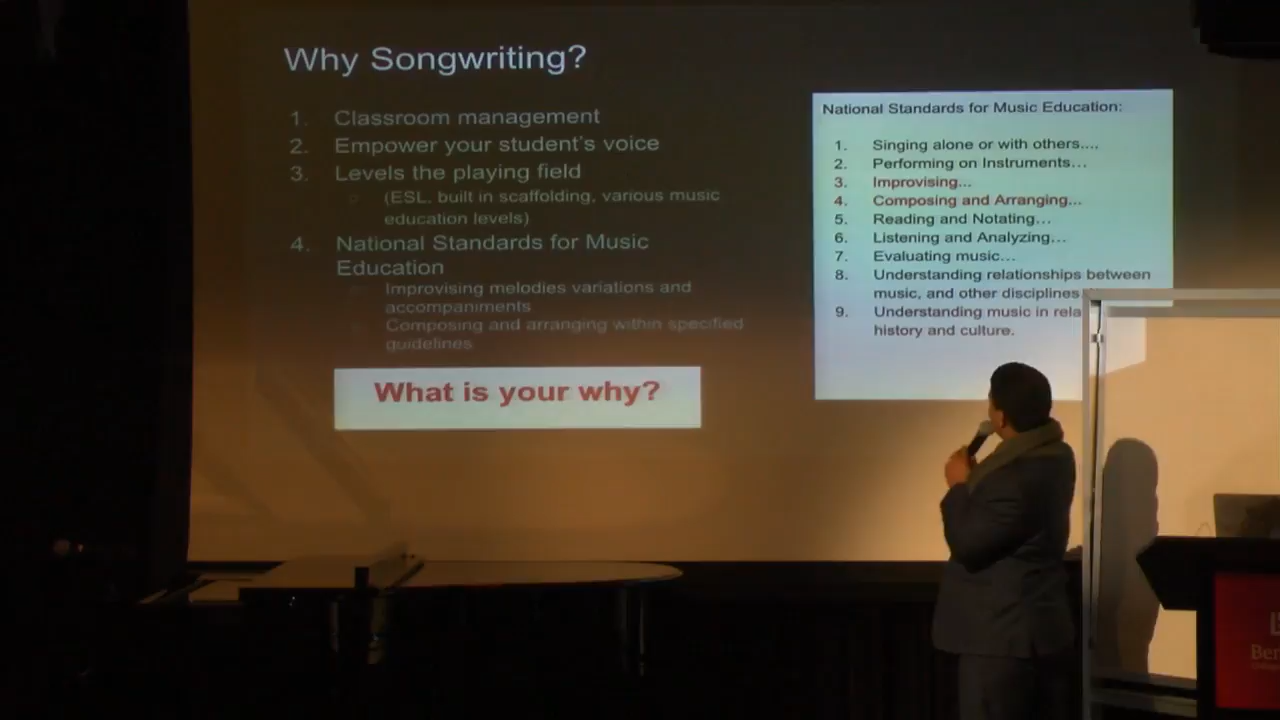 Why Songwriting?
1. Classroom management
2. Empower your student's voice
3. Levels the playing field
(ESL, built in scaffolding, various music
education levels)
4. National Standards for Music
Education
Improvising melodies variations and
accompaniments
Composing and arranging within specified
guidelines
What is your why?
National Standards for Music Education:
1. Singing alone or with others....
2. Performing on Instruments...
3. Improvising...
4. Composing and Arranging...
5. Reading and Notating...
6. Listening and Analyzing...
7. Evaluating music...
8. Understanding relationships between
music, and other disciplines
9. Understanding music in rela
history and culture.